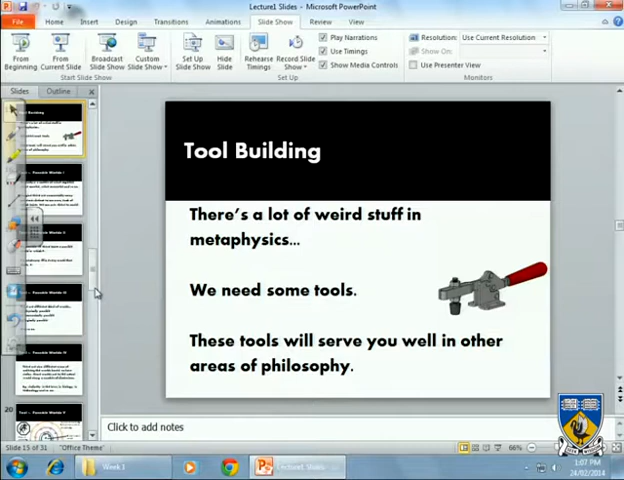 Lecture1 Slides - Microsoft PowerPoint
File Home Insert Design Transitions Animations Slide Show Review View
From Beginning
From Current Slide
Broadcast Slide Show
Custom Slide Show
Set Up Slide Show
Hide Slide
Rehearse Timings
Record Slide Show
Play Narrations
Use Timings
Show Media Controls
Resolution: Use Current Resolution
Show On:
Use Presenter View
Start Slide Show
Set Up
Monitors
Slides Outline
Tool Building
There's a lot of weird stuff in
metaphysics...
We need some tools.
These tools will serve you well in other
areas of philosophy.
20
Click to add notes
Slide 15 of 31 "Office Theme"
66%
Week 1
Lecture1 Slides
1:07 PM
24/02/2014